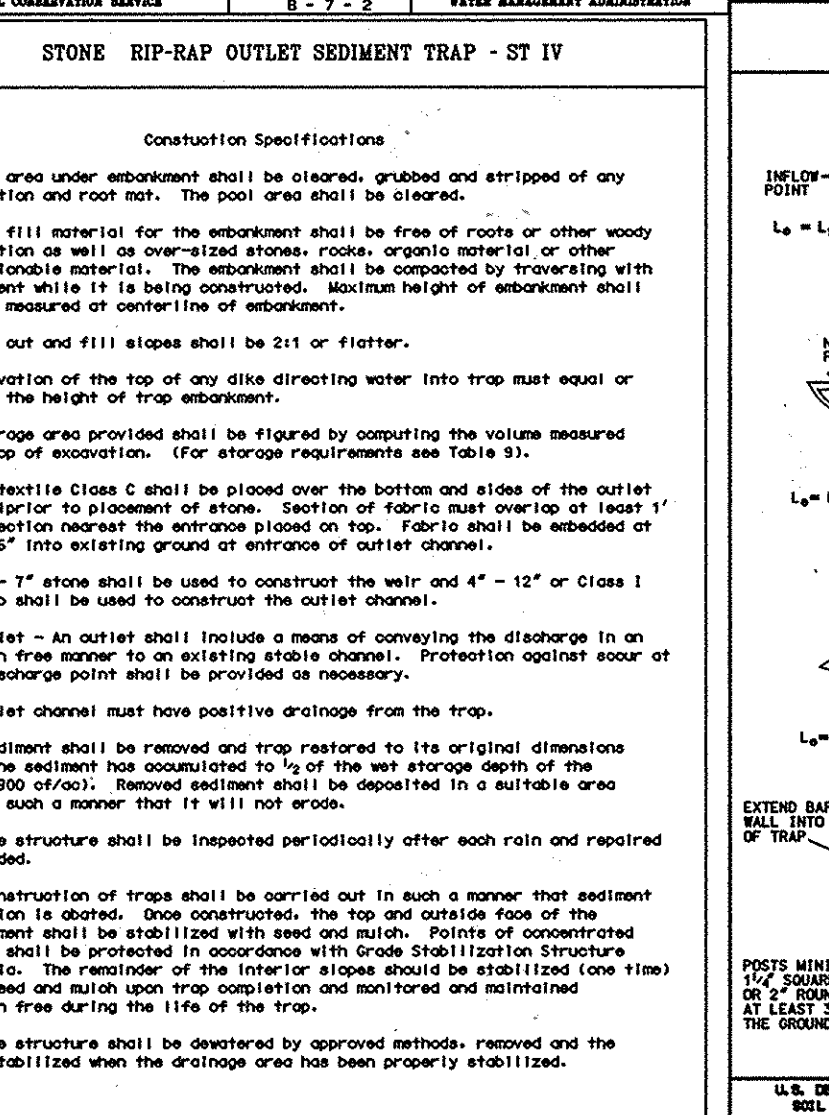 L CONSERVATION SERVICE
B - 7 - 2
WATER MANAGEMENT ADMINISTRATION
STONE RIP-RAP OUTLET SEDIMENT TRAP - ST IV
Constuction Specifications
area under embankment shall be cleared, grubbed and stripped of any
tion and root mat. The pool area shall be cleared.
fill material for the embankment shall be free of roots or other woody
tion as well as over-sized stones, rocks, organic material or other
ionable material. The embankment shall be compacted by traversing with
ent while it is being constructed. Maximum height of embankment shall
measured at centerline of embankment.
cut and fill slopes shall be 2:1 or flatter.
vation of the top of any dike directing water into trap must equal or
the height of trap embankment.
rage area provided shall be figured by computing the volume measured
op of excavation. (For storage requirements see Table 9).
textile Class C shall be placed over the bottom and sides of the outlet
prior to placement of stone. Section of fabric must overlap at least 1'
ection nearest the entrance placed on top. Fabric shall be embedded at
6" into existing ground at entrance of outlet channel.
- 7" stone shall be used to construct the weir and 4" - 12" or Class I
p shall be used to construct the outlet channel.
let - An outlet shall include a means of conveying the discharge in an
n free manner to an existing stable channel. Protection against scour at
scharge point shall be provided as necessary.
let channel must have positive drainage from the trap.
diment shall be removed and trap restored to its original dimensions
he sediment has accumulated to 1/2 of the wet storage depth of the
900 cf/ac). Removed sediment shall be deposited in a suitable area
such a manner that it will not erode.
e structure shall be inspected periodically after each rain and repaired
ded.
nstruction of traps shall be carried out in such a manner that sediment
ion is abated. Once constructed, the top and outside face of the
ment shall be stabilized with seed and mulch. Points of concentrated
shall be protected in accordance with Grade Stabilization Structure
ia. The remainder of the interior slopes should be stabilized (one time)
eed and mulch upon trap completion and monitored and maintained
n free during the life of the trap.
e structure shall be dewatered by approved methods, removed and the
tabilized when the drainage area has been properly stabilized.
INFLOW
POINT
Lₒ = L
Lₒ=
Lₒ=
EXTEND BAF
WALL INTO
OF TRAP
POSTS MINI
1 1/4" SQUARE
OR 2" ROUN
AT LEAST 3
THE GROUND
U.S. DE
SOIL